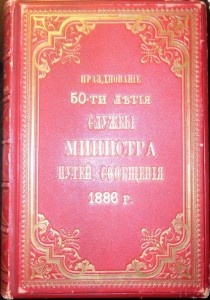 ПРАЗДНОВАНІЕ
50-ТИ ЛѢТІЯ
СЛУЖБЫ
МИНИСТРА
ПУТЕЙ СООБЩЕНІЯ
1886 г.